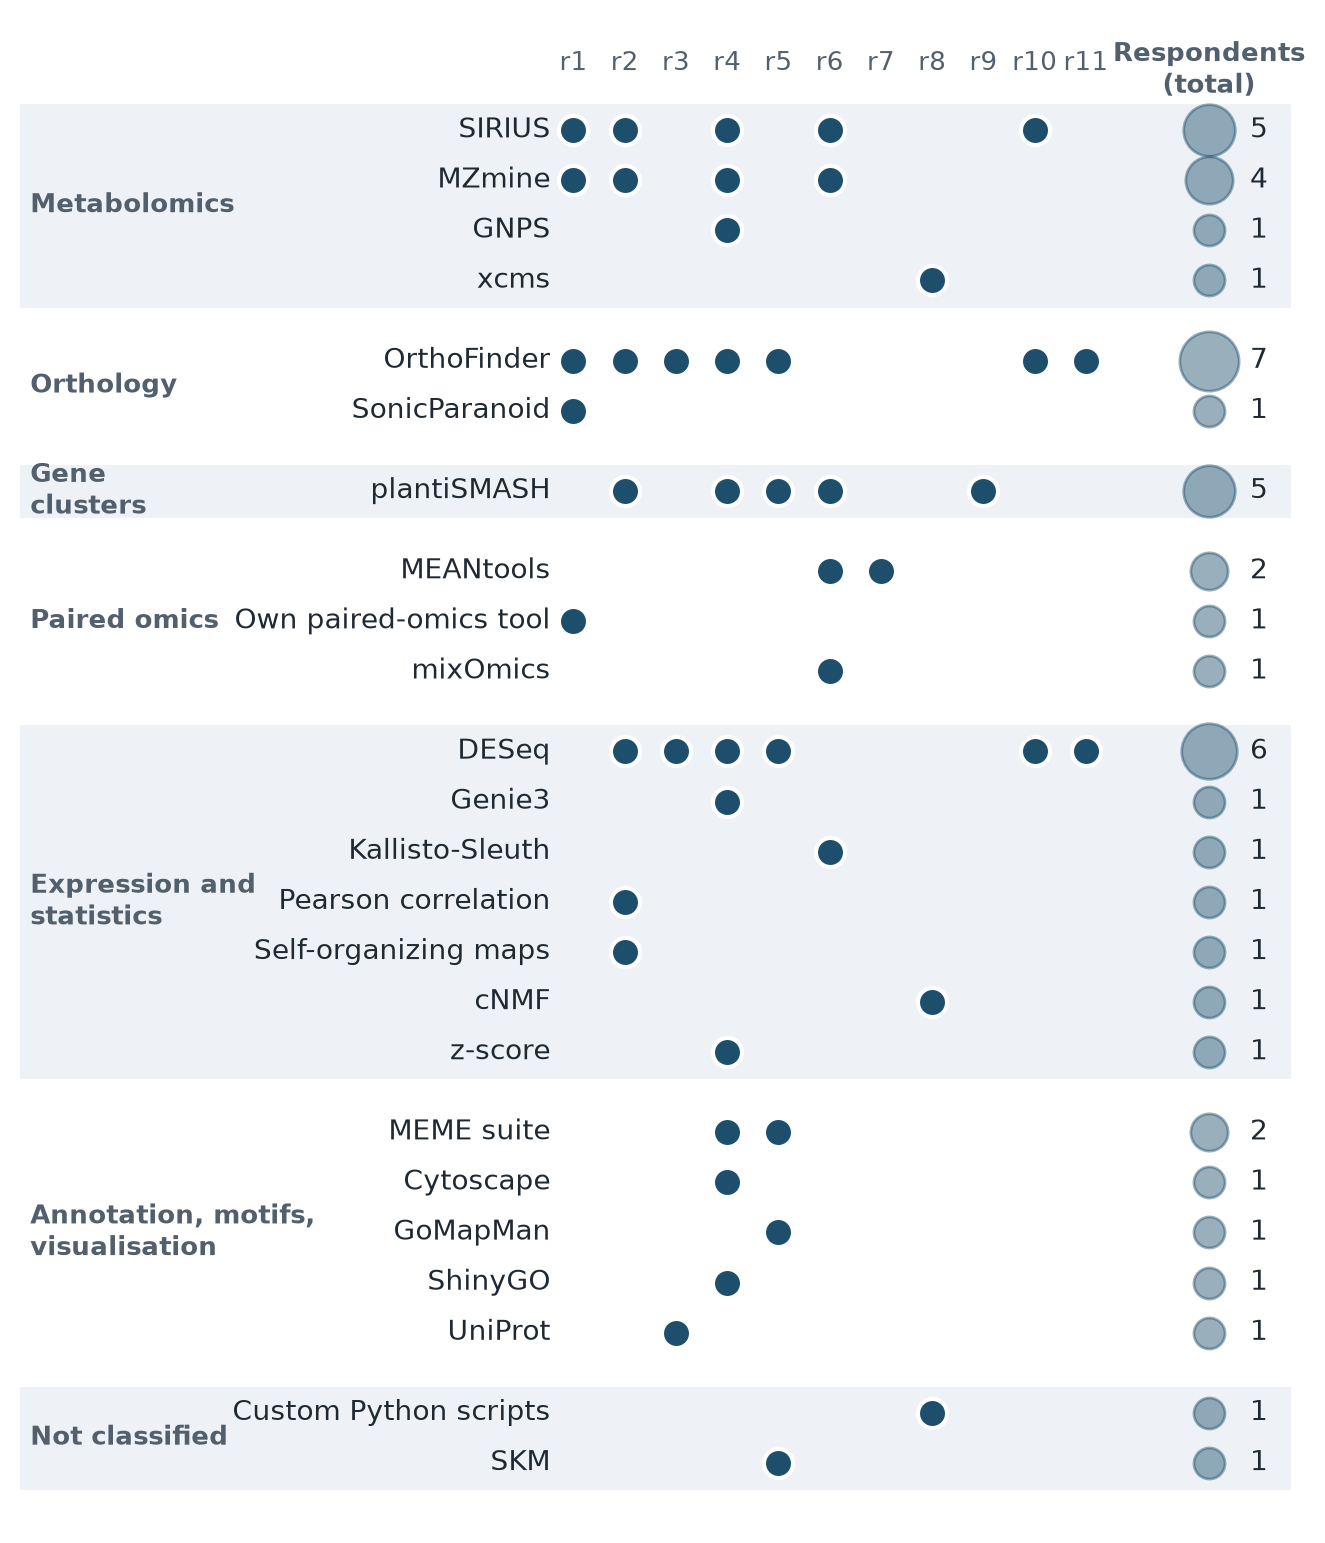 r1 r2 r3 r4 r5 r6 r7 r8 r9 r10 r11 Respondents
(total)
SIRIUS 5
MZmine 4
Metabolomics
GNPS 1
xcms 1
OrthoFinder 7
Orthology
SonicParanoid 1
Gene
clusters
plantiSMASH 5
MEANtools 2
Paired omics Own paired-omics tool 1
mixOmics 1
DESeq 6
Genie3 1
Kallisto-Sleuth 1
Expression and
statistics
Pearson correlation 1
Self-organizing maps 1
cNMF 1
z-score 1
MEME suite 2
Cytoscape 1
Annotation, motifs,
visualisation
GoMapMan 1
ShinyGO 1
UniProt 1
Custom Python scripts 1
Not classified
SKM 1